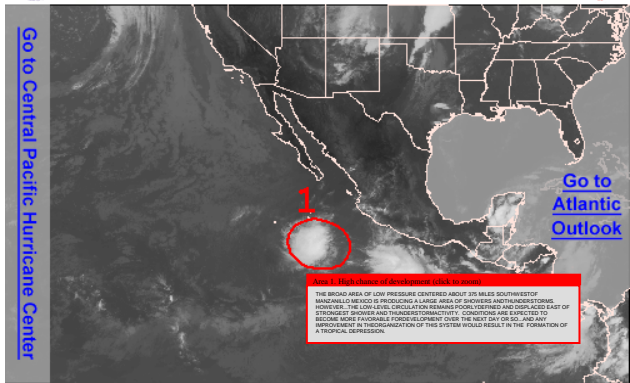 Go to Central Pacific Hurricane Center
1
Go to
Atlantic
Outlook
Area 1: High chance of development (click to zoom)
THE BROAD AREA OF LOW PRESSURE CENTERED ABOUT 375 MILES SOUTHWESTOF
MANZANILLO MEXICO IS PRODUCING A LARGE AREA OF SHOWERS ANDTHUNDERSTORMS.
HOWEVER...THE LOW-LEVEL CIRCULATION REMAINS POORLYDEFINED AND DISPLACED EAST OF
STRONGEST SHOWER AND THUNDERSTORMACTIVITY. CONDITIONS ARE EXPECTED TO
BECOME MORE FAVORABLE FORDEVELOPMENT OVER THE NEXT DAY OR SO...AND ANY
IMPROVEMENT IN THEORGANIZATION OF THIS SYSTEM WOULD RESULT IN THE FORMATION OF
A TROPICAL DEPRESSION.